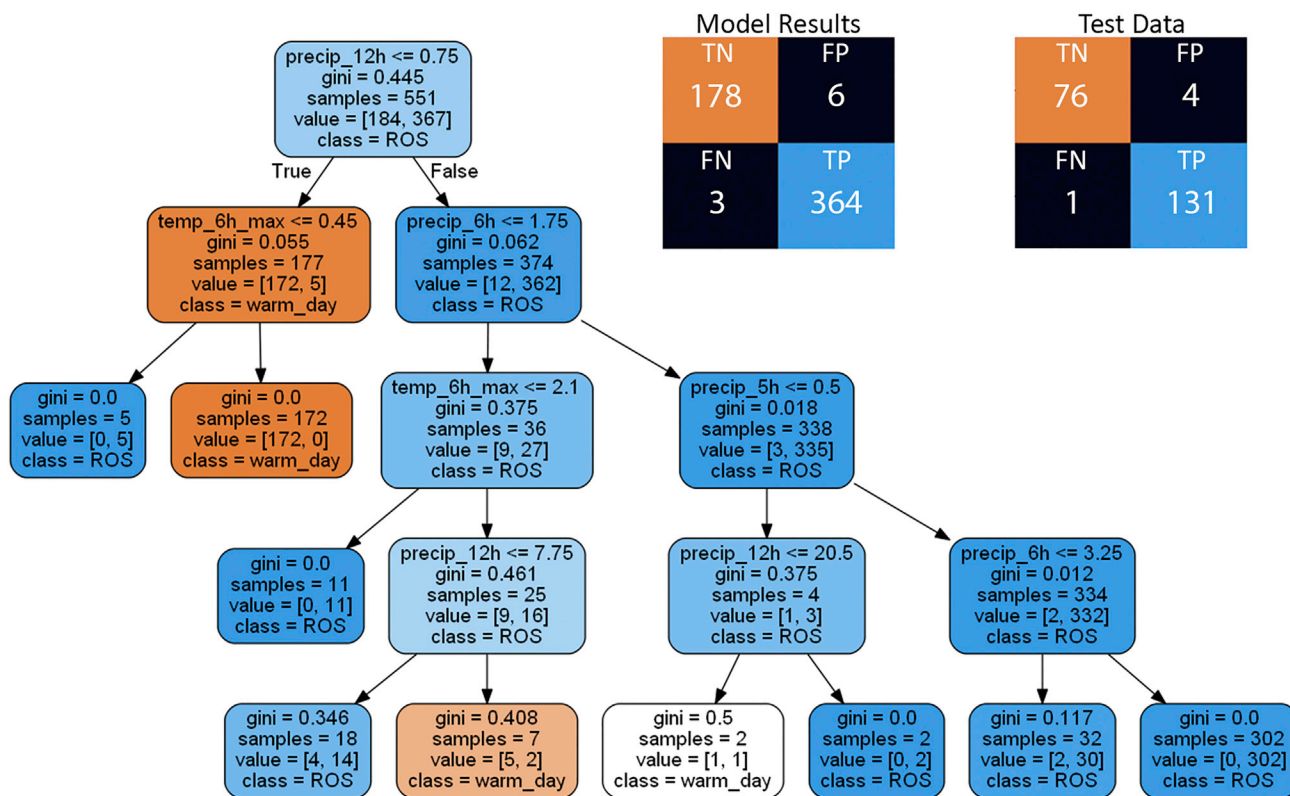 Model Results
TN
FP
178
6
FN
TP
3
364
Test Data
TN
FP
76
4
FN
TP
1
131
precip_12h <= 0.75
gini = 0.445
samples = 551
value = [184, 367]
class = ROS
True
False
temp_6h_max <= 0.45
gini = 0.055
samples = 177
value = [172, 5]
class = warm_day
precip_6h <= 1.75
gini = 0.062
samples = 374
value = [12, 362]
class = ROS
gini = 0.0
samples = 5
value = [0, 5]
class = ROS
gini = 0.0
samples = 172
value = [172, 0]
class = warm_day
temp_6h_max <= 2.1
gini = 0.375
samples = 36
value = [9, 27]
class = ROS
precip_5h <= 0.5
gini = 0.018
samples = 338
value = [3, 335]
class = ROS
gini = 0.0
samples = 11
value = [0, 11]
class = ROS
precip_12h <= 7.75
gini = 0.461
samples = 25
value = [9, 16]
class = ROS
precip_12h <= 20.5
gini = 0.375
samples = 4
value = [1, 3]
class = ROS
precip_6h <= 3.25
gini = 0.012
samples = 334
value = [2, 332]
class = ROS
gini = 0.346
samples = 18
value = [4, 14]
class = ROS
gini = 0.408
samples = 7
value = [5, 2]
class = warm_day
gini = 0.5
samples = 2
value = [1, 1]
class = warm_day
gini = 0.0
samples = 2
value = [0, 2]
class = ROS
gini = 0.117
samples = 32
value = [2, 30]
class = ROS
gini = 0.0
samples = 302
value = [0, 302]
class = ROS